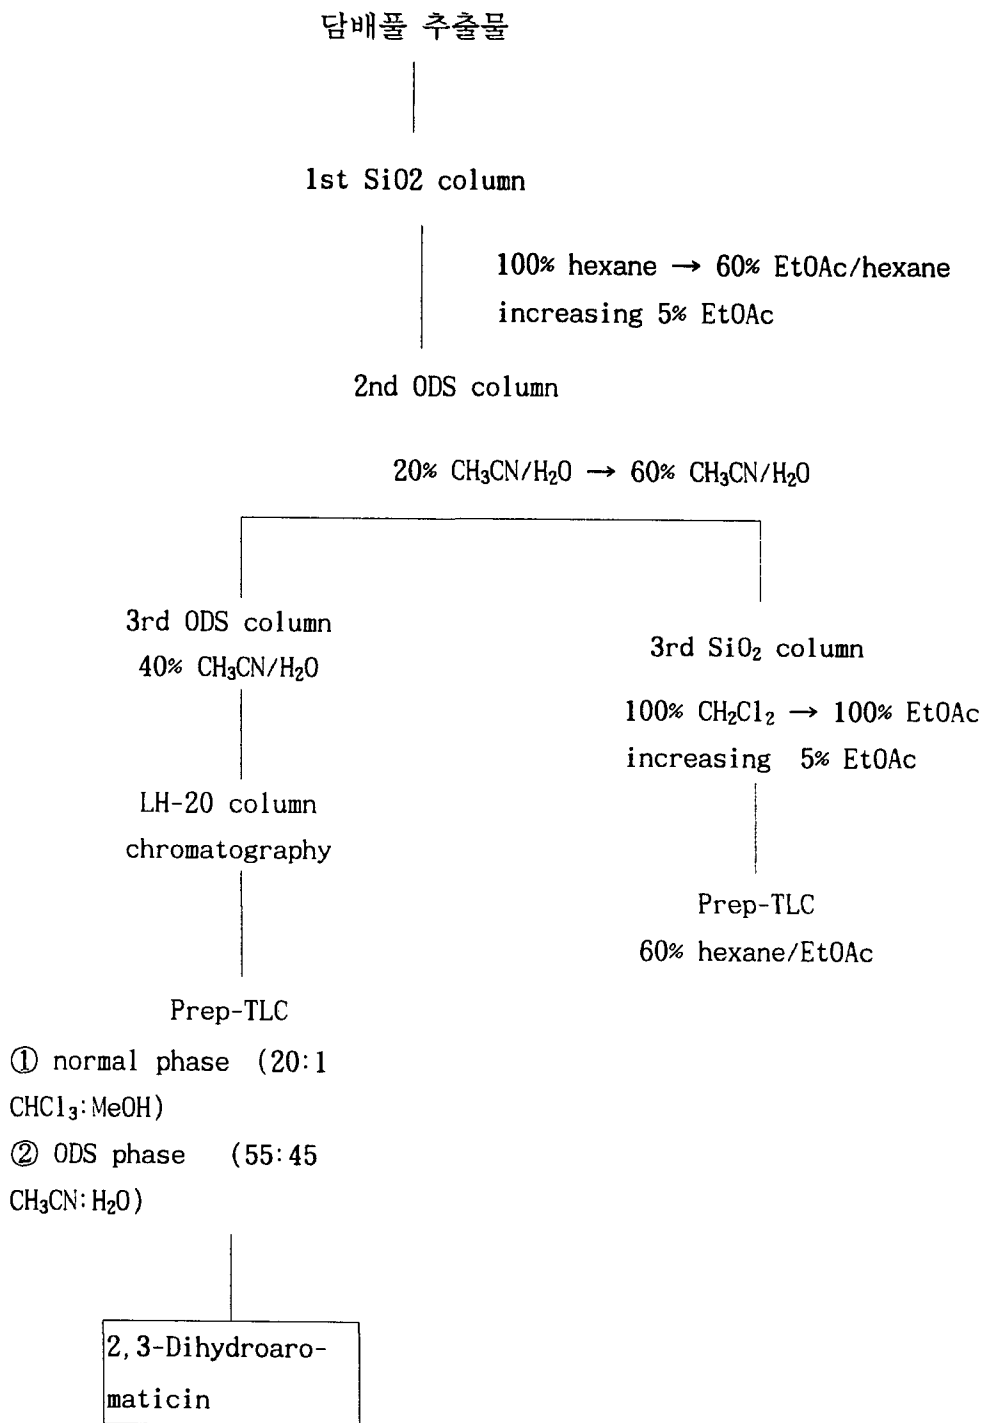 담배풀 추출물
1st SiO2 column
100% hexane → 60% EtOAc/hexane
increasing 5% EtOAc
2nd ODS column
20% CH₃CN/H₂O → 60% CH₃CN/H₂O
3rd ODS column
40% CH₃CN/H₂O
LH-20 column
chromatography
Prep-TLC
① normal phase (20:1
CHCl₃:MeOH)
② ODS phase (55:45
CH₃CN:H₂O)
2,3-Dihydroaro-
maticin
3rd SiO₂ column
100% CH₂Cl₂ → 100% EtOAc
increasing 5% EtOAc
Prep-TLC
60% hexane/EtOAc